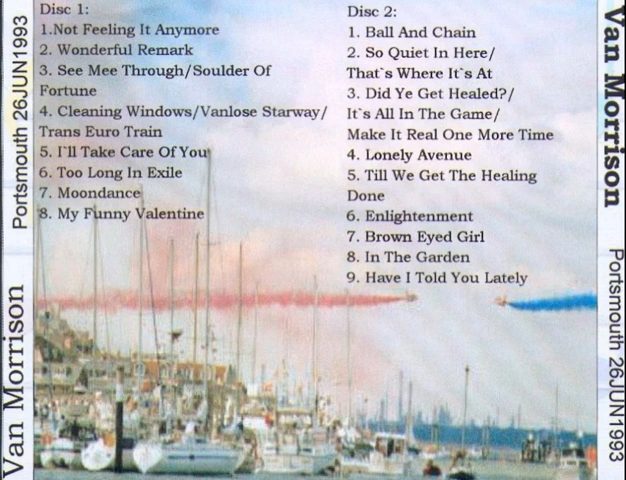 Disc 1:
1.Not Feeling It Anymore
2. Wonderful Remark
3. See Mee Through/Soulder Of
Fortune
4. Cleaning Windows/Vanlose Starway/
Trans Euro Train
5. I`ll Take Care Of You
6. Too Long In Exile
7. Moondance
8. My Funny Valentine
Disc 2:
1. Ball And Chain
2. So Quiet In Here/
That`s Where It`s At
3. Did Ye Get Healed?/
It`s All In The Game/
Make It Real One More Time
4. Lonely Avenue
5. Till We Get The Healing
Done
6. Enlightenment
7. Brown Eyed Girl
8. In The Garden
9. Have I Told You Lately
Van Morrison
Portsmouth 26JUN1993
Van Morrison
Portsmouth 26JUN1993